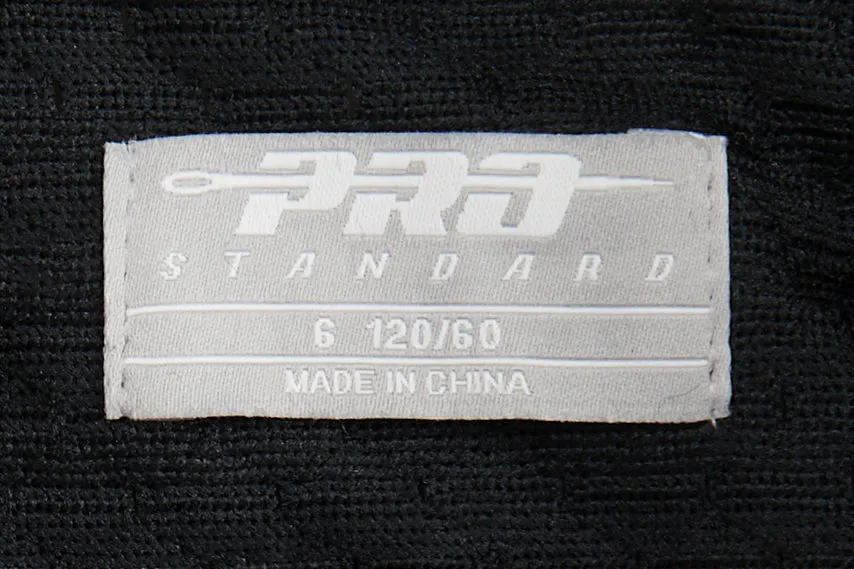 PRO
STANDARD
6 120/60
MADE IN CHINA